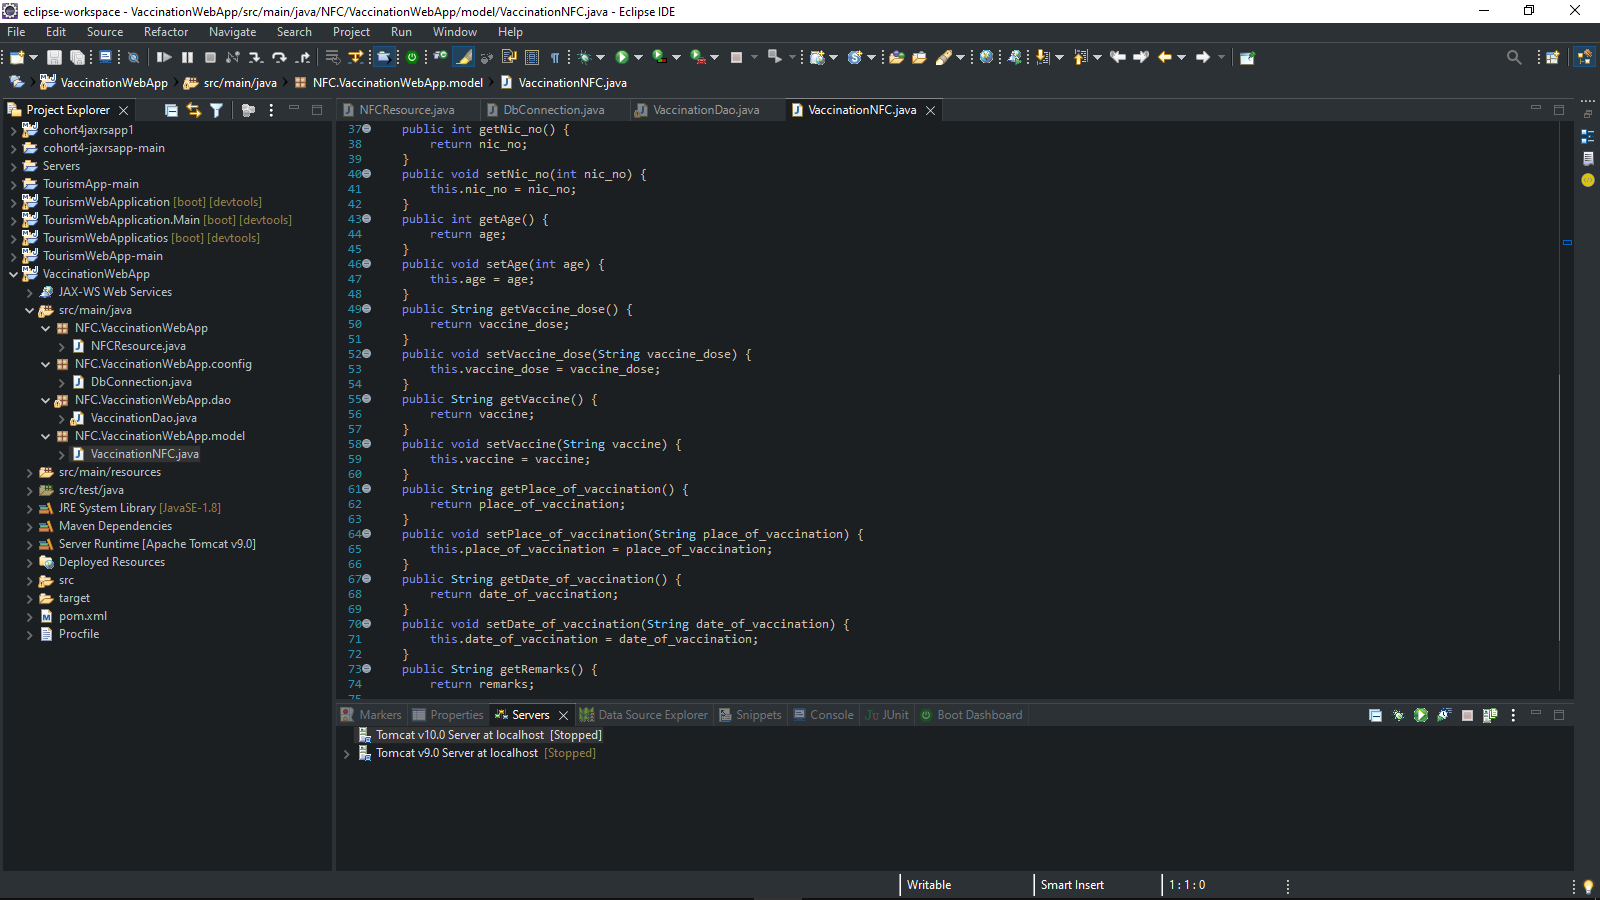 eclipse-workspace - VaccinationWebApp/src/main/java/NFC/VaccinationWebApp/model/VaccinationNFC.java - Eclipse IDE
File Edit Source Refactor Navigate Search Project Run Window Help
VaccinationWebApp src/main/java NFC.VaccinationWebApp.model VaccinationNFC.java
Project Explorer
cohort4jaxrsapp1
cohort4-jaxrsapp-main
Servers
TourismApp-main
TourismWebApplication [boot] [devtools]
TourismWebApplication.Main [boot] [devtools]
TourismWebApplicatios [boot] [devtools]
TourismWebApp-main
VaccinationWebApp
JAX-WS Web Services
src/main/java
NFC.VaccinationWebApp
NFCResource.java
NFC.VaccinationWebApp.coonfig
DbConnection.java
NFC.VaccinationWebApp.dao
VaccinationDao.java
NFC.VaccinationWebApp.model
VaccinationNFC.java
src/main/resources
src/test/java
JRE System Library [JavaSE-1.8]
Maven Dependencies
Server Runtime [Apache Tomcat v9.0]
Deployed Resources
src
target
pom.xml
Procfile
NFCResource.java DbConnection.java VaccinationDao.java VaccinationNFC.java
37 public int getNic_no() {
38 return nic_no;
39 }
40 public void setNic_no(int nic_no) {
41 this.nic_no = nic_no;
42 }
43 public int getAge() {
44 return age;
45 }
46 public void setAge(int age) {
47 this.age = age;
48 }
49 public String getVaccine_dose() {
50 return vaccine_dose;
51 }
52 public void setVaccine_dose(String vaccine_dose) {
53 this.vaccine_dose = vaccine_dose;
54 }
55 public String getVaccine() {
56 return vaccine;
57 }
58 public void setVaccine(String vaccine) {
59 this.vaccine = vaccine;
60 }
61 public String getPlace_of_vaccination() {
62 return place_of_vaccination;
63 }
64 public void setPlace_of_vaccination(String place_of_vaccination) {
65 this.place_of_vaccination = place_of_vaccination;
66 }
67 public String getDate_of_vaccination() {
68 return date_of_vaccination;
69 }
70 public void setDate_of_vaccination(String date_of_vaccination) {
71 this.date_of_vaccination = date_of_vaccination;
72 }
73 public String getRemarks() {
74 return remarks;
75
Markers Properties Servers Data Source Explorer Snippets Console JUnit Boot Dashboard
Tomcat v10.0 Server at localhost [Stopped]
Tomcat v9.0 Server at localhost [Stopped]
Writable Smart Insert 1 : 1 : 0